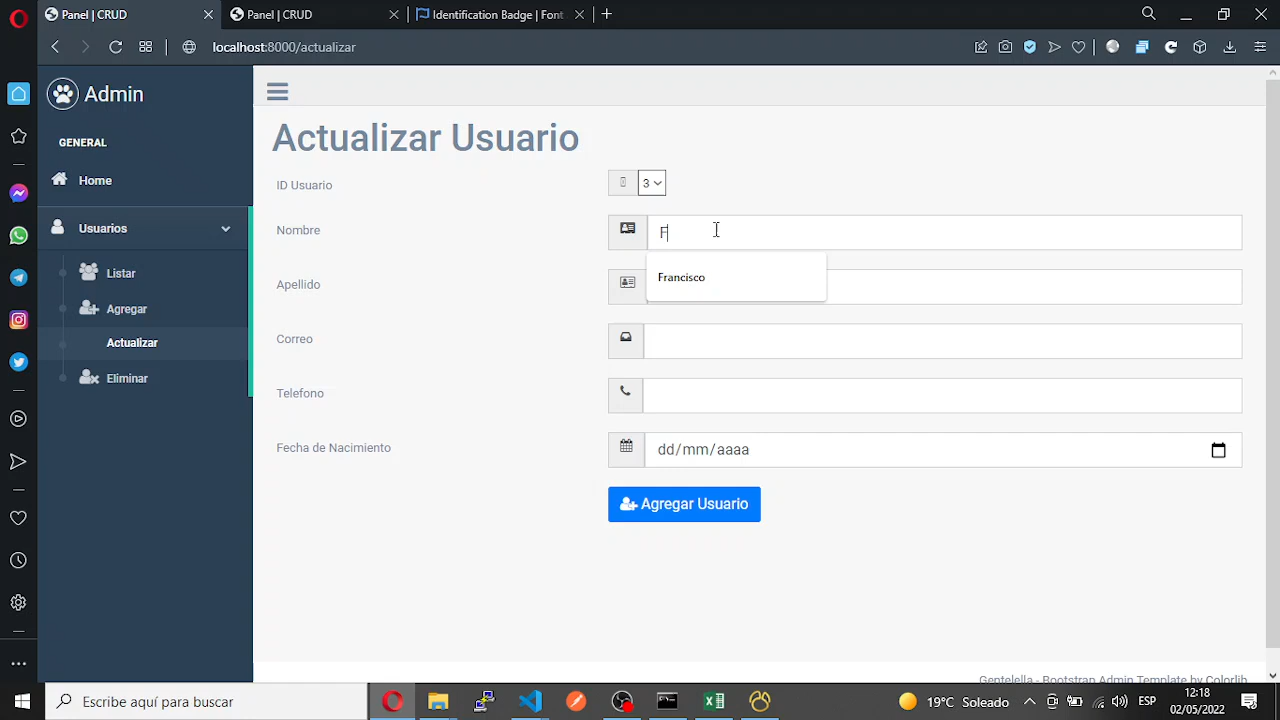 Panel | CRUD
Panel | CRUD
Identification Badge | Font
localhost:8000/actualizar
Admin
GENERAL
Home
Usuarios
Listar
Agregar
Actualizar
Eliminar
Actualizar Usuario
ID Usuario
3
Nombre
F
Francisco
Apellido
Correo
Telefono
Fecha de Nacimiento
dd/mm/aaaa
Agregar Usuario
Gentelella - Bootstrap Admin Template by Colorlib
Escribe aquí para buscar
19°C Soleado
ESP
12:18
02/05/2022